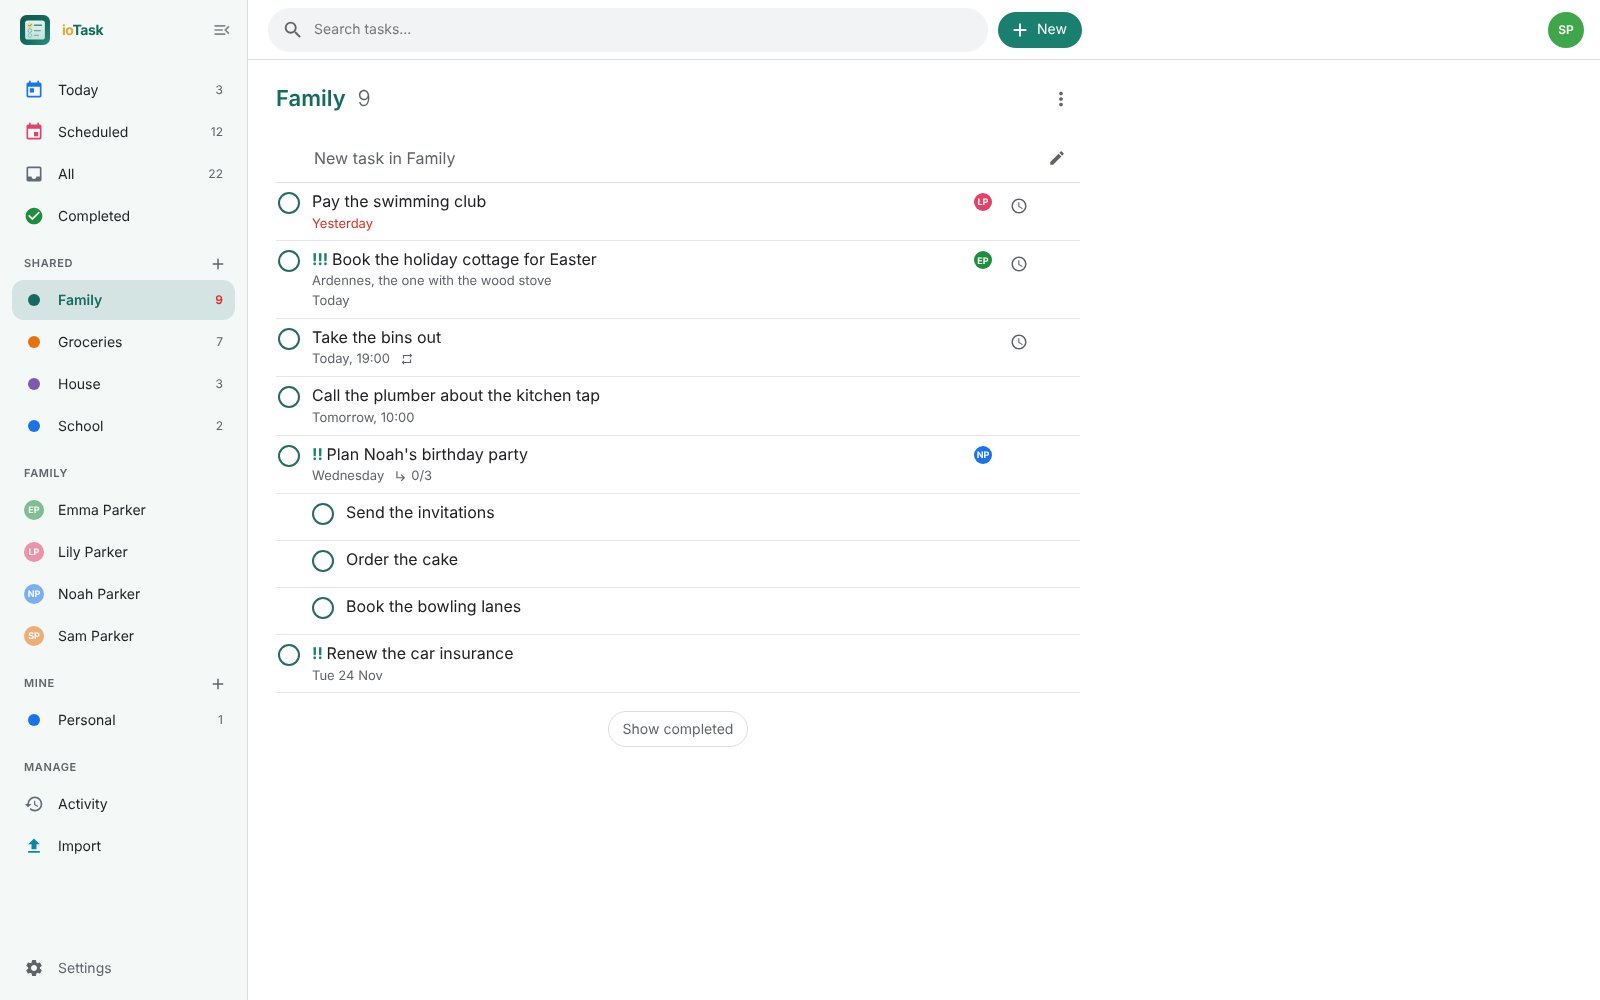 ioTask
Search tasks...
New
SP
Today 3
Scheduled 12
All 22
Completed
SHARED
Family 9
Groceries 7
House 3
School 2
FAMILY
EP Emma Parker
LP Lily Parker
NP Noah Parker
SP Sam Parker
MINE
Personal 1
MANAGE
Activity
Import
Settings
Family 9
New task in Family
Pay the swimming club LP
Yesterday
!!! Book the holiday cottage for Easter EP
Ardennes, the one with the wood stove
Today
Take the bins out
Today, 19:00
Call the plumber about the kitchen tap
Tomorrow, 10:00
!! Plan Noah's birthday party NP
Wednesday 0/3
Send the invitations
Order the cake
Book the bowling lanes
!! Renew the car insurance
Tue 24 Nov
Show completed